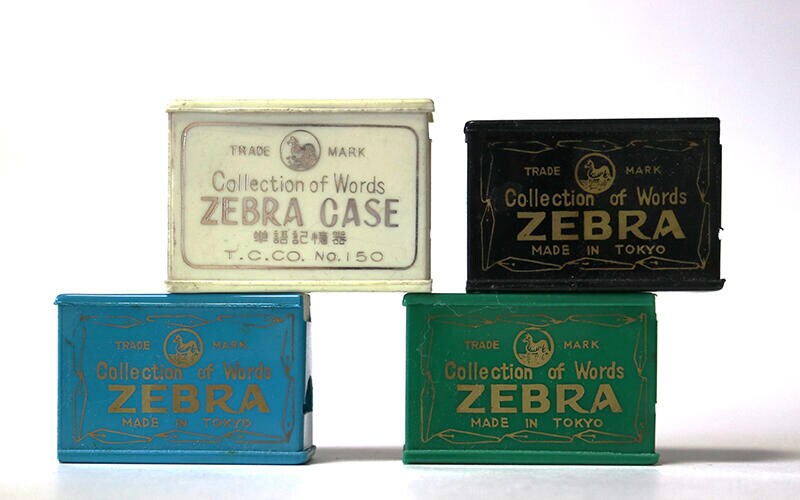 TRADE MARK
Collection of Words
ZEBRA CASE
單語記憶器
T.C.CO. No.150
TRADE MARK
Collection of Words
ZEBRA
MADE IN TOKYO
TRADE MARK
Collection of Words
ZEBRA
MADE IN TOKYO
TRADE MARK
Collection of Words
ZEBRA
MADE IN TOKYO